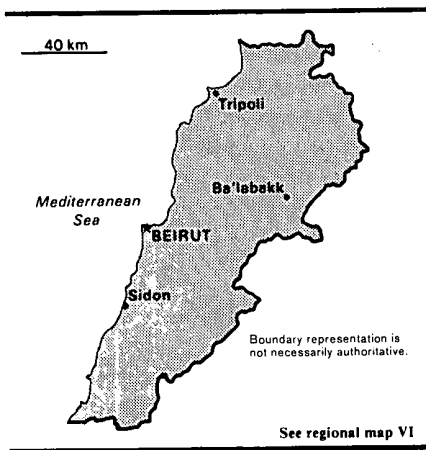 40 km
Tripoli
Ba'labakk
Mediterranean
Sea
BEIRUT
Sidon
Boundary representation is
not necessarily authoritative.
See regional map VI